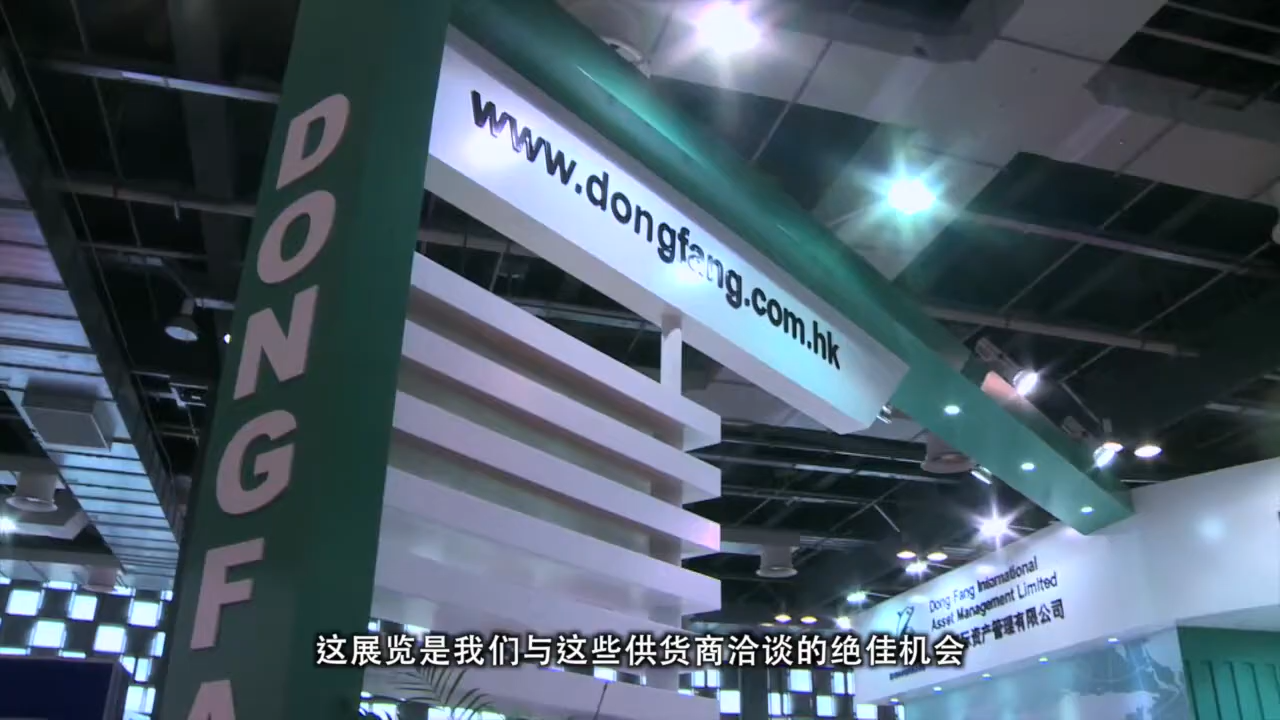 DONGFA
www.dongfang.com.hk
Dong Fang International
Asset Management Limited
际资产管理有限公司
这展览是我们与这些供货商洽谈的绝佳机会